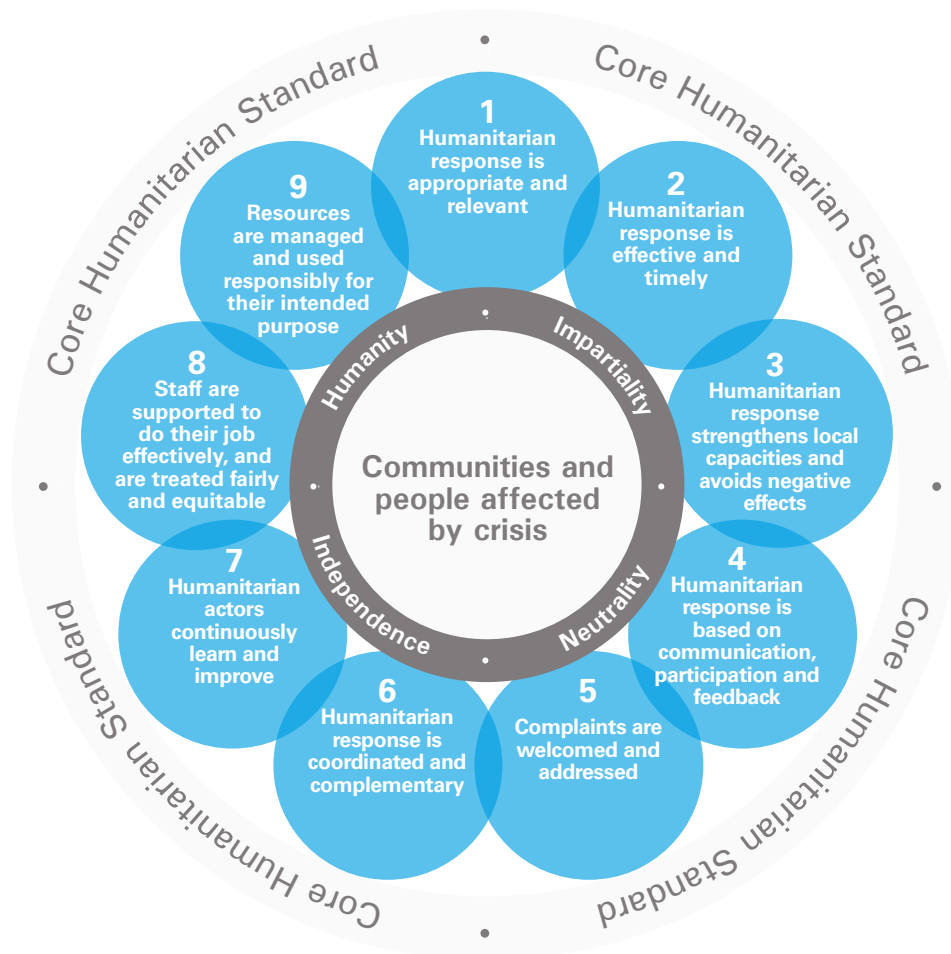 Core Humanitarian Standard
Core Humanitarian Standard
Core Humanitarian Standard
Core Humanitarian Standard
1
Humanitarian
response is
appropriate and
relevant
2
Humanitarian
response is
effective and
timely
3
Humanitarian
response
strengthens local
capacities and
avoids negative
effects
4
Humanitarian
response is
based on
communication,
participation and
feedback
5
Complaints are
welcomed and
addressed
6
Humanitarian
response is
coordinated and
complementary
7
Humanitarian
actors
continuously
learn and
improve
8
Staff are
supported to
do their job
effectively, and
are treated fairly
and equitable
9
Resources
are managed
and used
responsibly for
their intended
purpose
Humanity
Impartiality
Neutrality
Independence
Communities and
people affected
by crisis